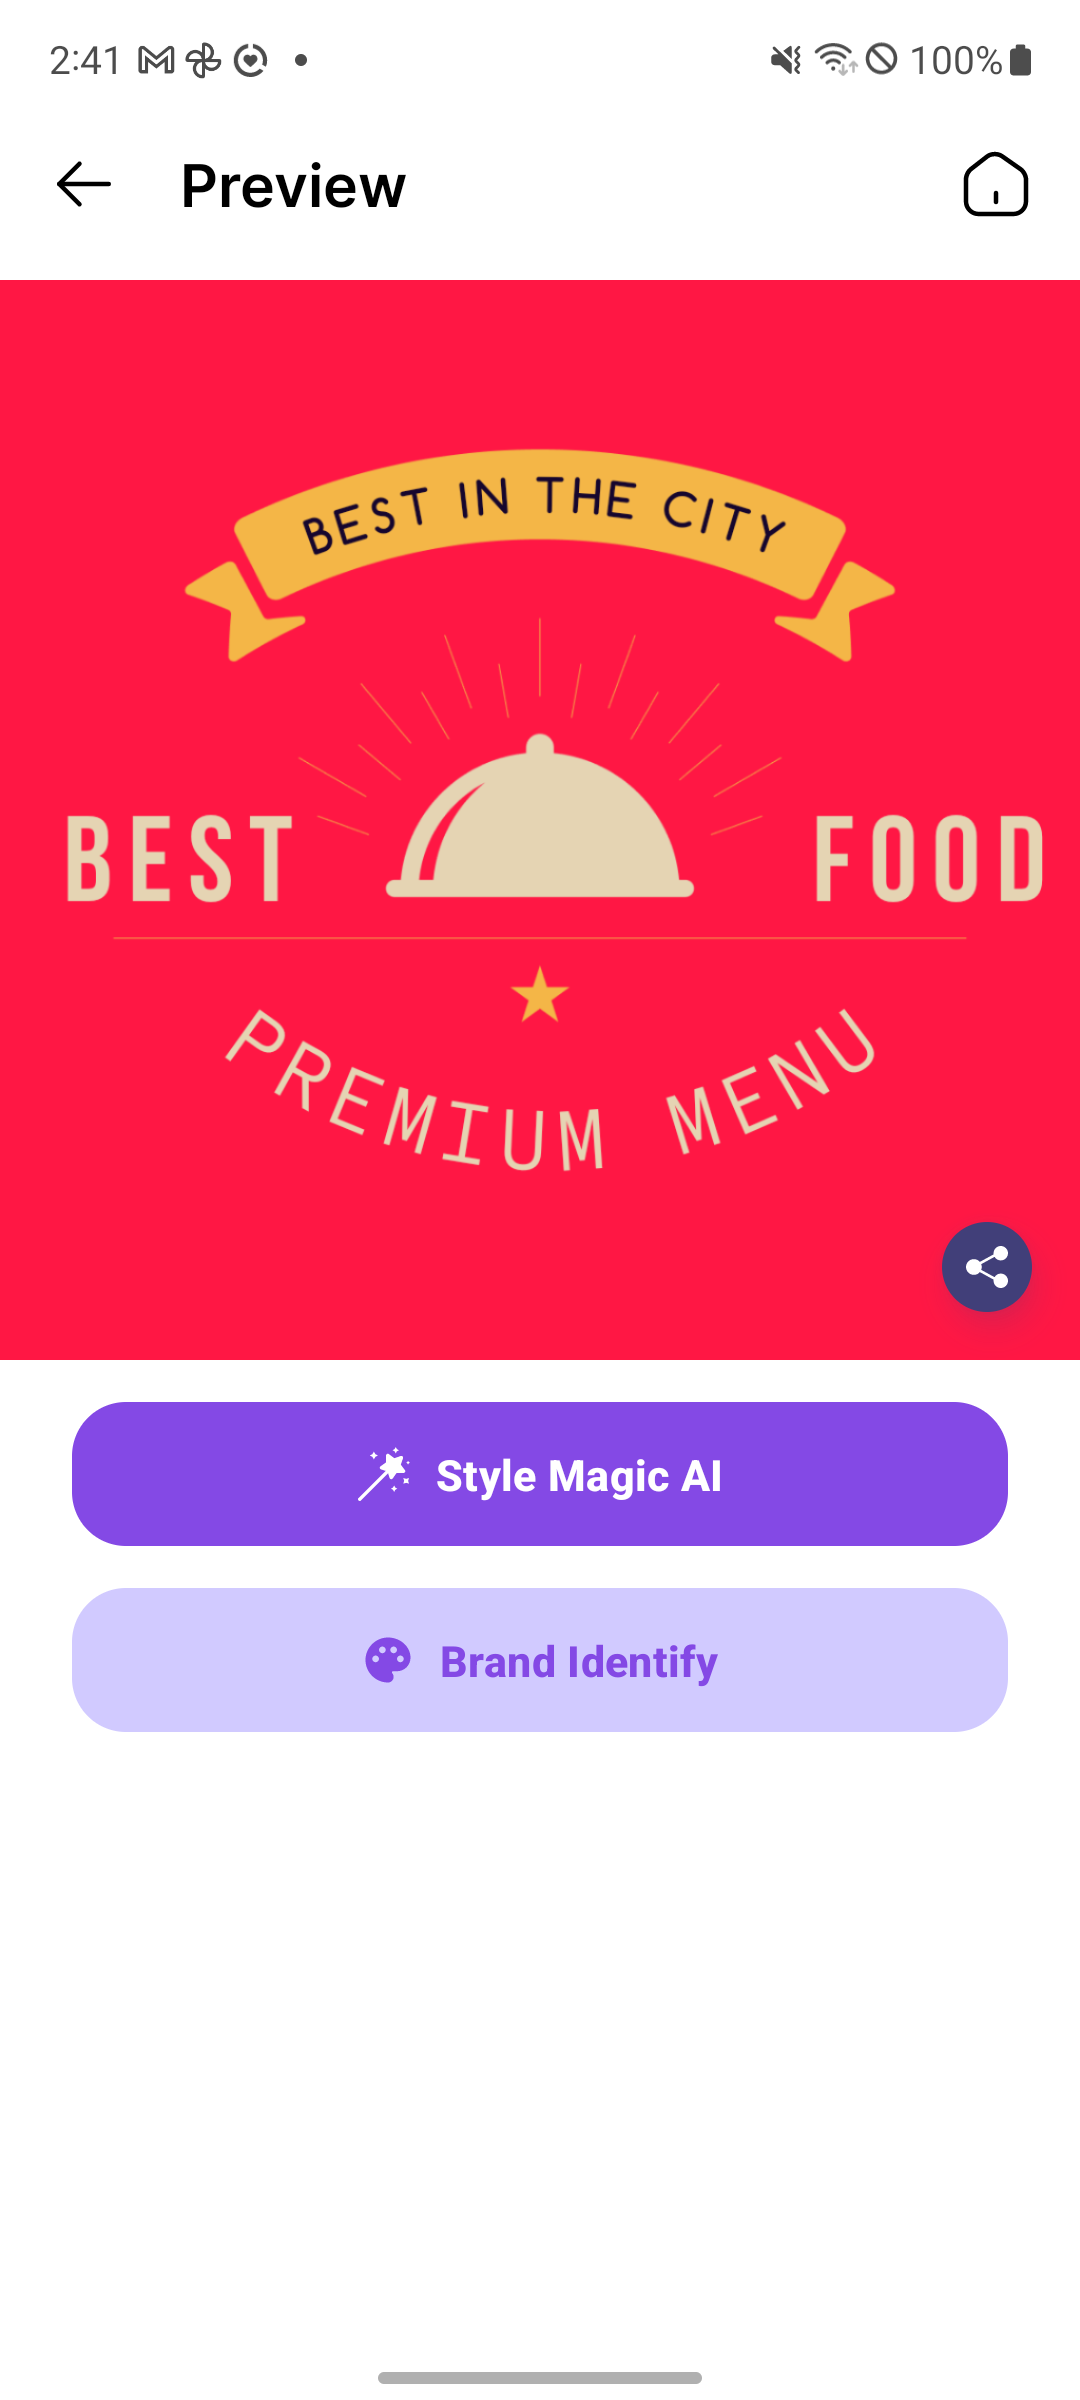 2:41 100%
Preview
BEST IN THE CITY
BEST FOOD
PREMIUM MENU
Style Magic AI
Brand Identify